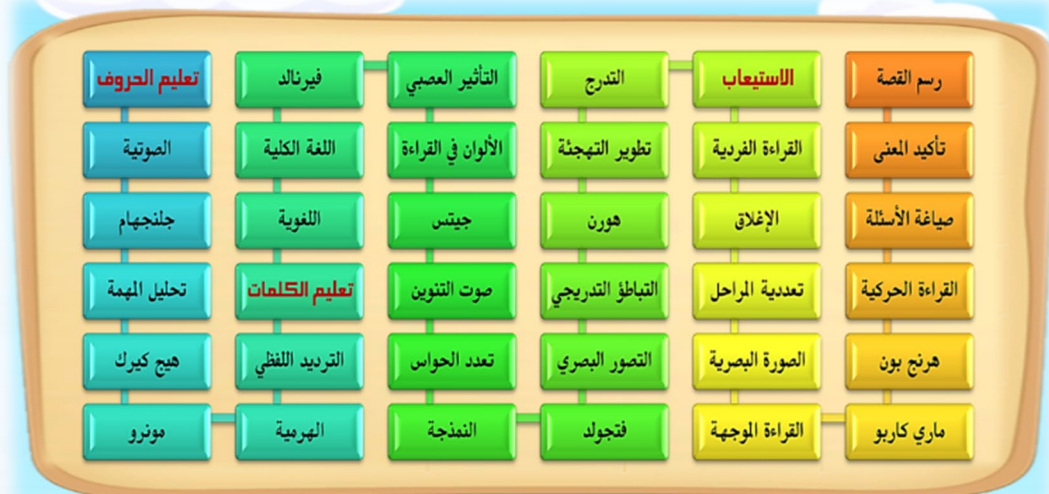 تعليم الحروف
الصوتية
جلنجهام
تحليل المهمة
هيج كيرك
مونرو
الهرمية
الترديد اللفظي
تعليم الكلمات
اللغوية
اللغة الكلية
فيرنالد
التأثير العصبي
الألوان في القراءة
جيتس
صوت التنوين
تعدد الحواس
النمذجة
فتجولد
التصور البصري
التباطؤ التدريجي
هورن
تطوير التهجئة
التدرج
الاستيعاب
القراءة الفردية
الإغلاق
تعددية المراحل
الصورة البصرية
القراءة الموجهة
ماري كاربو
هرنج بون
القراءة الحركية
صياغة الأسئلة
تأكيد المعنى
رسم القصة